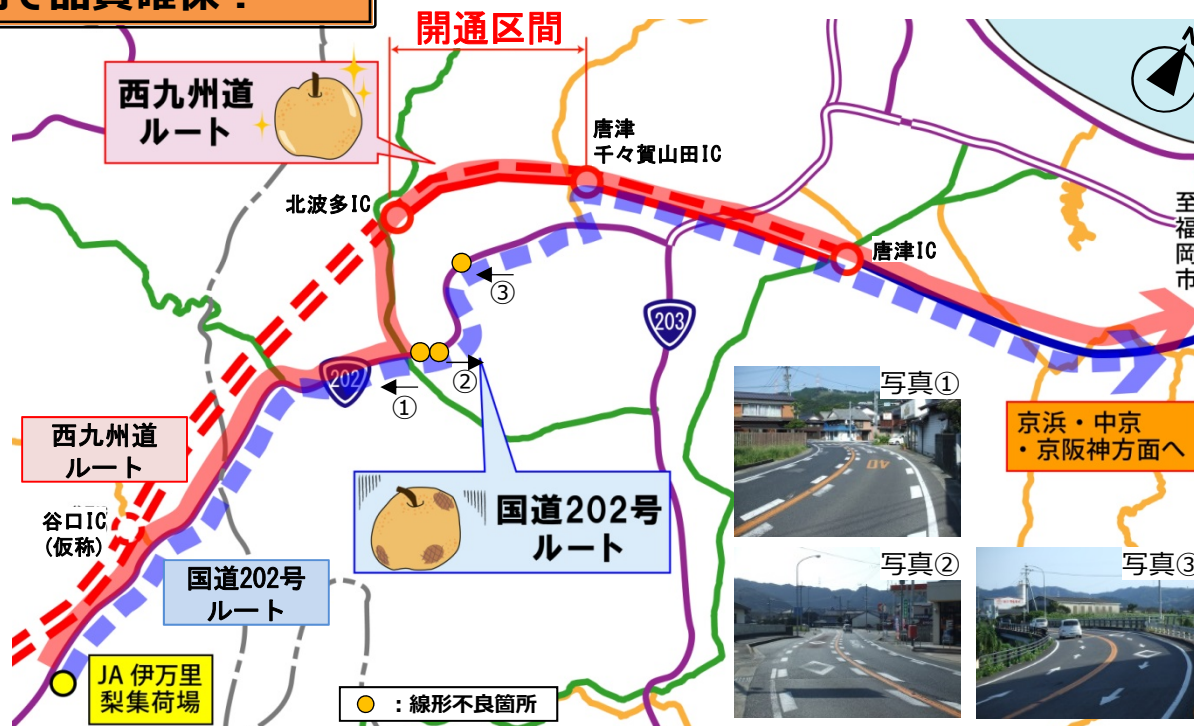 品質確保！
開通区間
西九州道
ルート
唐津
千々賀山田IC
北波多IC
至福岡市
唐津IC
③
203
②
202
①
写真①
西九州道
ルート
京浜・中京
・京阪神方面へ
国道202号
ルート
谷口IC
(仮称)
写真②
写真③
国道202号
ルート
JA 伊万里
梨集荷場
：線形不良箇所
N
40